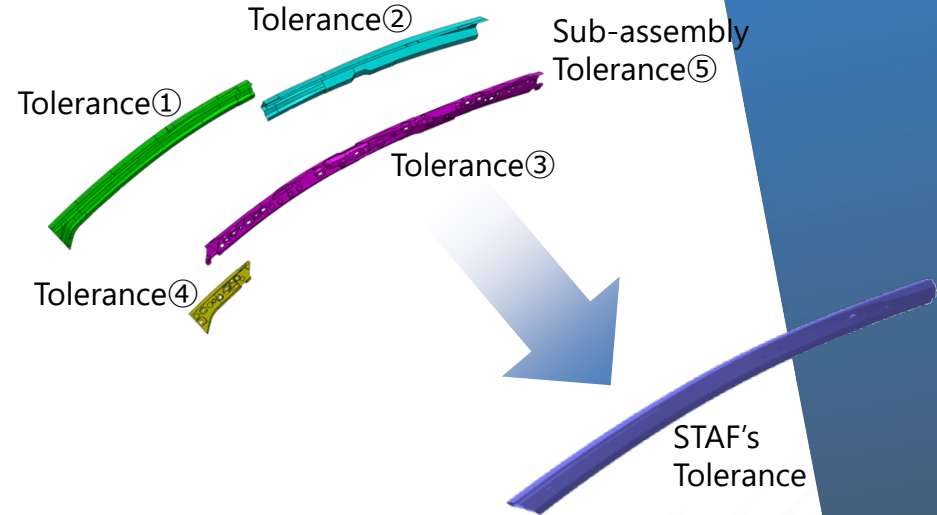 Tolerance②
Sub-assembly
Tolerance⑤
Tolerance①
Tolerance③
Tolerance④
STAF's
Tolerance